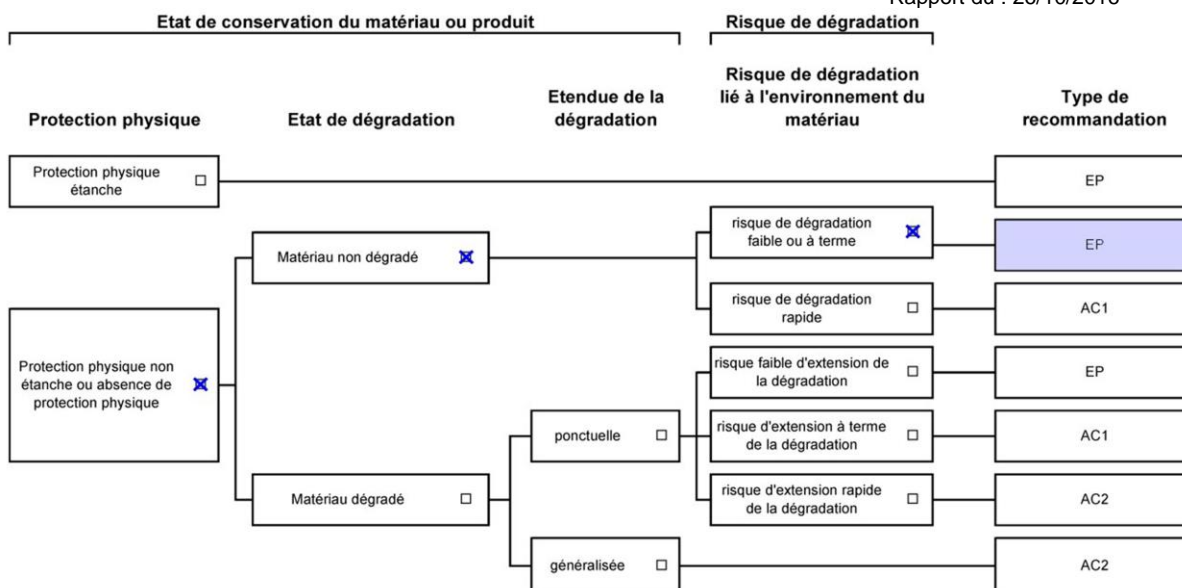 Rapport du :
Etat de conservation du matériau ou produit
Risque de dégradation
Protection physique
Etat de dégradation
Etendue de la
dégradation
Risque de dégradation
lié à l'environnement du
matériau
Type de
recommandation
Protection physique
étanche
EP
Protection physique non
étanche ou absence de
protection physique
Matériau non dégradé
risque de dégradation
faible ou à terme
EP
risque de dégradation
rapide
AC1
Matériau dégradé
ponctuelle
risque faible d'extension de
la dégradation
EP
risque d'extension à terme
de la dégradation
AC1
risque d'extension rapide
de la dégradation
AC2
généralisée
AC2